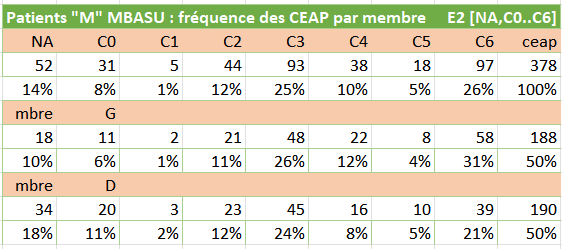 Patients "M" MBASU : fréquence des CEAP par membre E2 [NA,C0..C6]
NA C0 C1 C2 C3 C4 C5 C6 ceap
52 31 5 44 93 38 18 97 378
14% 8% 1% 12% 25% 10% 5% 26% 100%
mbre G
18 11 2 21 48 22 8 58 188
10% 6% 1% 11% 26% 12% 4% 31% 50%
mbre D
34 20 3 23 45 16 10 39 190
18% 11% 2% 12% 24% 8% 5% 21% 50%